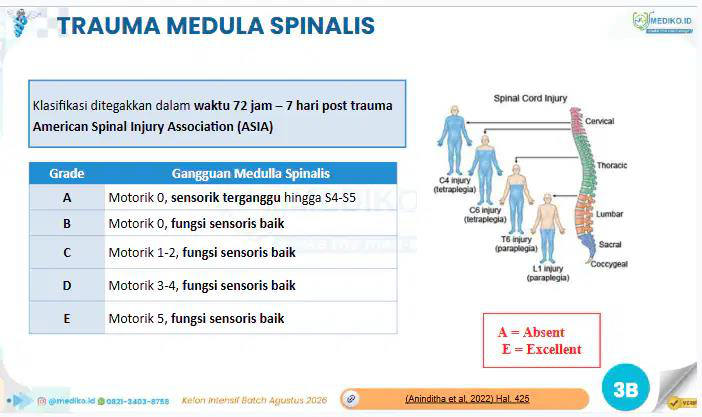 TRAUMA MEDULA SPINALIS
MEDIKO.ID
Klasifikasi ditegakkan dalam waktu 72 jam – 7 hari post trauma
American Spinal Injury Association (ASIA)
Grade Gangguan Medulla Spinalis
A Motorik 0, sensorik terganggu hingga S4-S5
B Motorik 0, fungsi sensoris baik
C Motorik 1-2, fungsi sensoris baik
D Motorik 3-4, fungsi sensoris baik
E Motorik 5, fungsi sensoris baik
Spinal Cord Injury
Cervical
Thoracic
Lumbar
Sacral
Coccygeal
C4 injury
(tetraplegia)
C6 injury
(tetraplegia)
T6 injury
(paraplegia)
L1 injury
(paraplegia)
A = Absent
E = Excellent
@mediko.id 0821-3403-8758 Kelon Intensif Batch Agustus 2026
(Aninditha et al, 2022) Hal. 425
3B